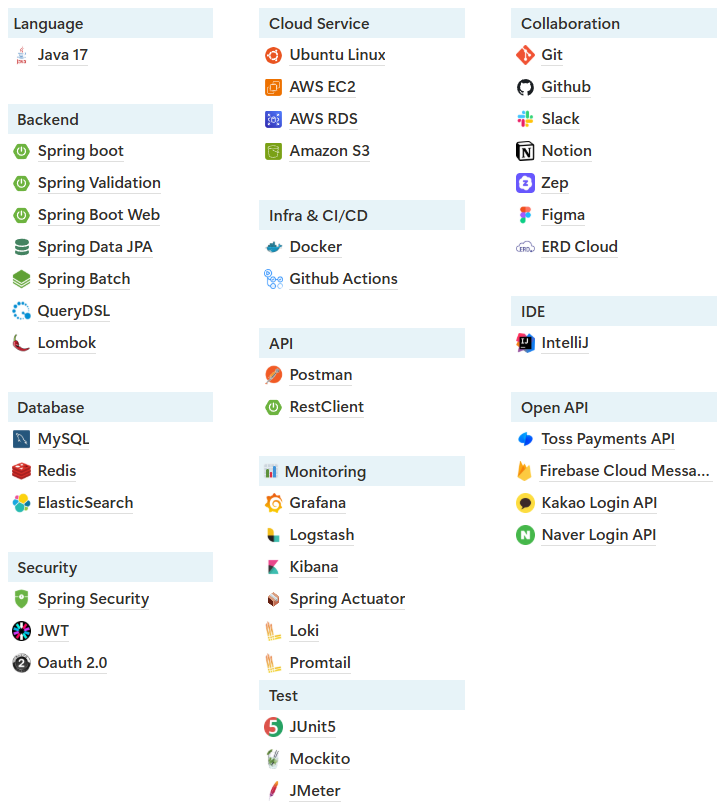 Language
Java 17
Backend
Spring boot
Spring Validation
Spring Boot Web
Spring Data JPA
Spring Batch
QueryDSL
Lombok
Database
MySQL
Redis
ElasticSearch
Security
Spring Security
JWT
Oauth 2.0
Cloud Service
Ubuntu Linux
AWS EC2
AWS RDS
Amazon S3
Infra & CI/CD
Docker
Github Actions
API
Postman
RestClient
Monitoring
Grafana
Logstash
Kibana
Spring Actuator
Loki
Promtail
Test
JUnit5
Mockito
JMeter
Collaboration
Git
Github
Slack
Notion
Zep
Figma
ERD Cloud
IDE
IntelliJ
Open API
Toss Payments API
Firebase Cloud Messa...
Kakao Login API
Naver Login API